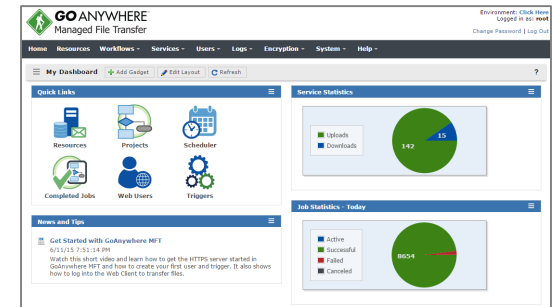 GOANYWHERE
Managed File Transfer
Environment: Click Here
Logged in as: root
Change Password | Log Out
Home Resources Workflows Services Users Logs Encryption System Help
My Dashboard Add Gadget Edit Layout Refresh ?
Quick Links
Resources Projects Scheduler
Completed Jobs Web Users Triggers
News and Tips
Get Started with GoAnywhere MFT
6/11/15 7:51:14 PM
Watch this short video and learn how to get the HTTPS server started in
GoAnywhere MFT and how to create your first user and trigger. It also shows
how to log into the Web Client to transfer files.
Service Statistics
Uploads
Downloads
15
142
Job Statistics - Today
Active
Successful
Failed
Canceled
8654